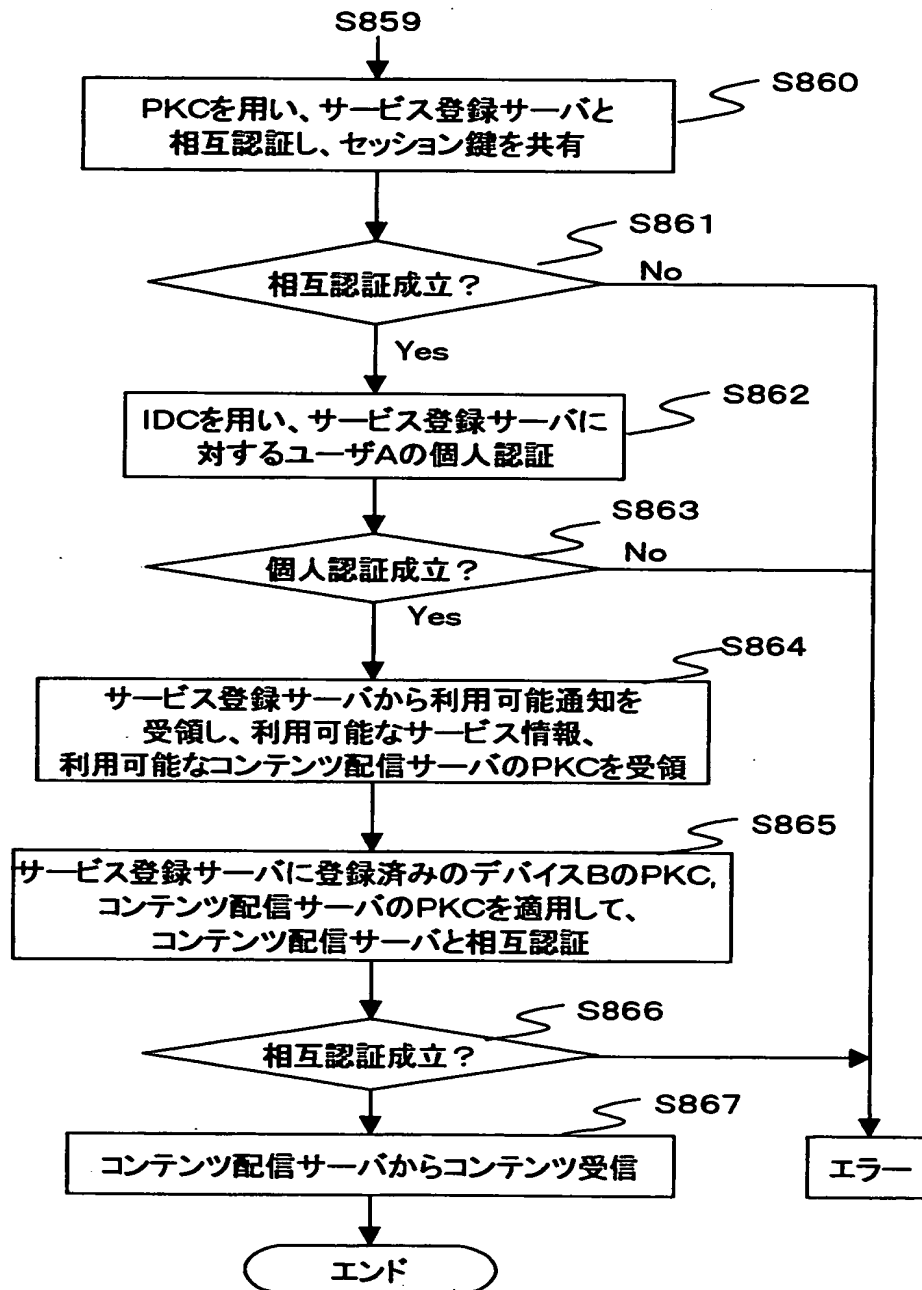 S859
S860
PKCを用い、サービス登録サーバと
相互認証し、セッション鍵を共有
S861
相互認証成立？
No
Yes
S862
IDCを用い、サービス登録サーバに
対するユーザAの個人認証
S863
個人認証成立？
No
Yes
S864
サービス登録サーバから利用可能通知を
受領し、利用可能なサービス情報、
利用可能なコンテンツ配信サーバのPKCを受領
S865
サービス登録サーバに登録済みのデバイスBのPKC,
コンテンツ配信サーバのPKCを適用して、
コンテンツ配信サーバと相互認証
S866
相互認証成立？
S867
コンテンツ配信サーバからコンテンツ受信
エラー
エンド